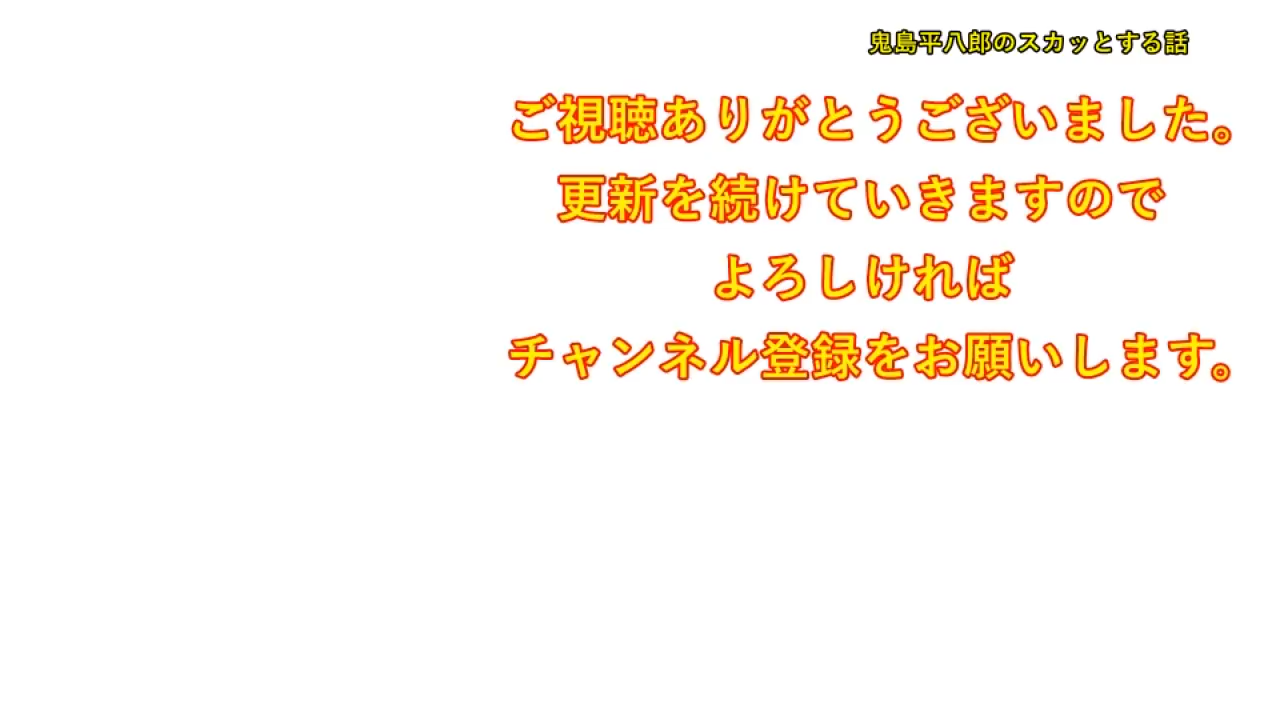 鬼島平八郎のスカッとする話
ご視聴ありがとうございました。
更新を続けていきますので
よろしければ
チャンネル登録をお願いします。